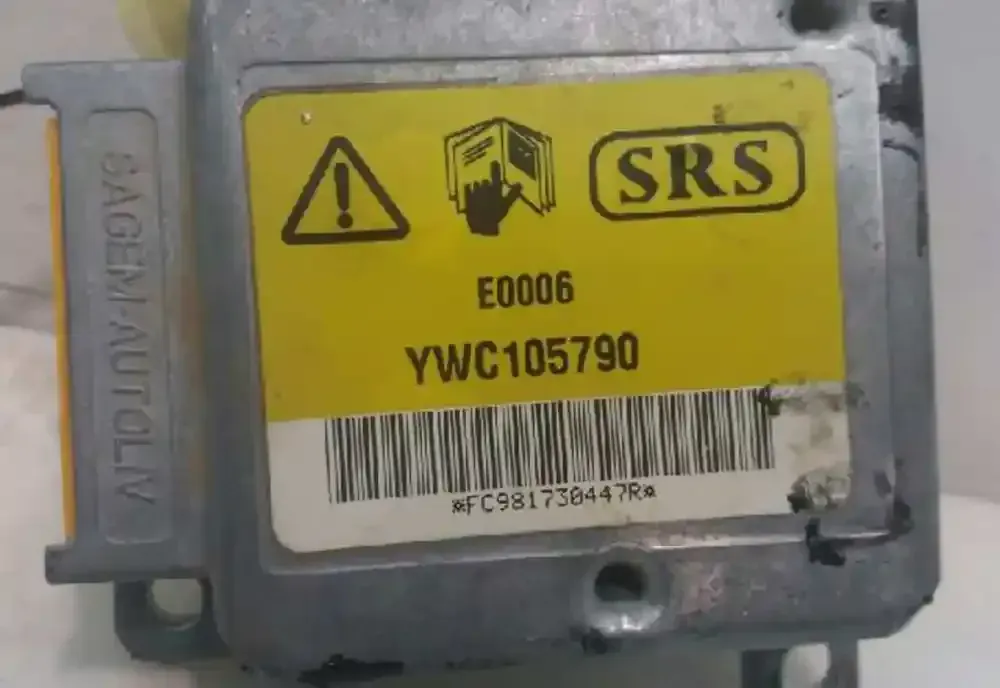 SAGEM-AUTOLIV
SRS
E0006
YWC105790
*FC981730447R*